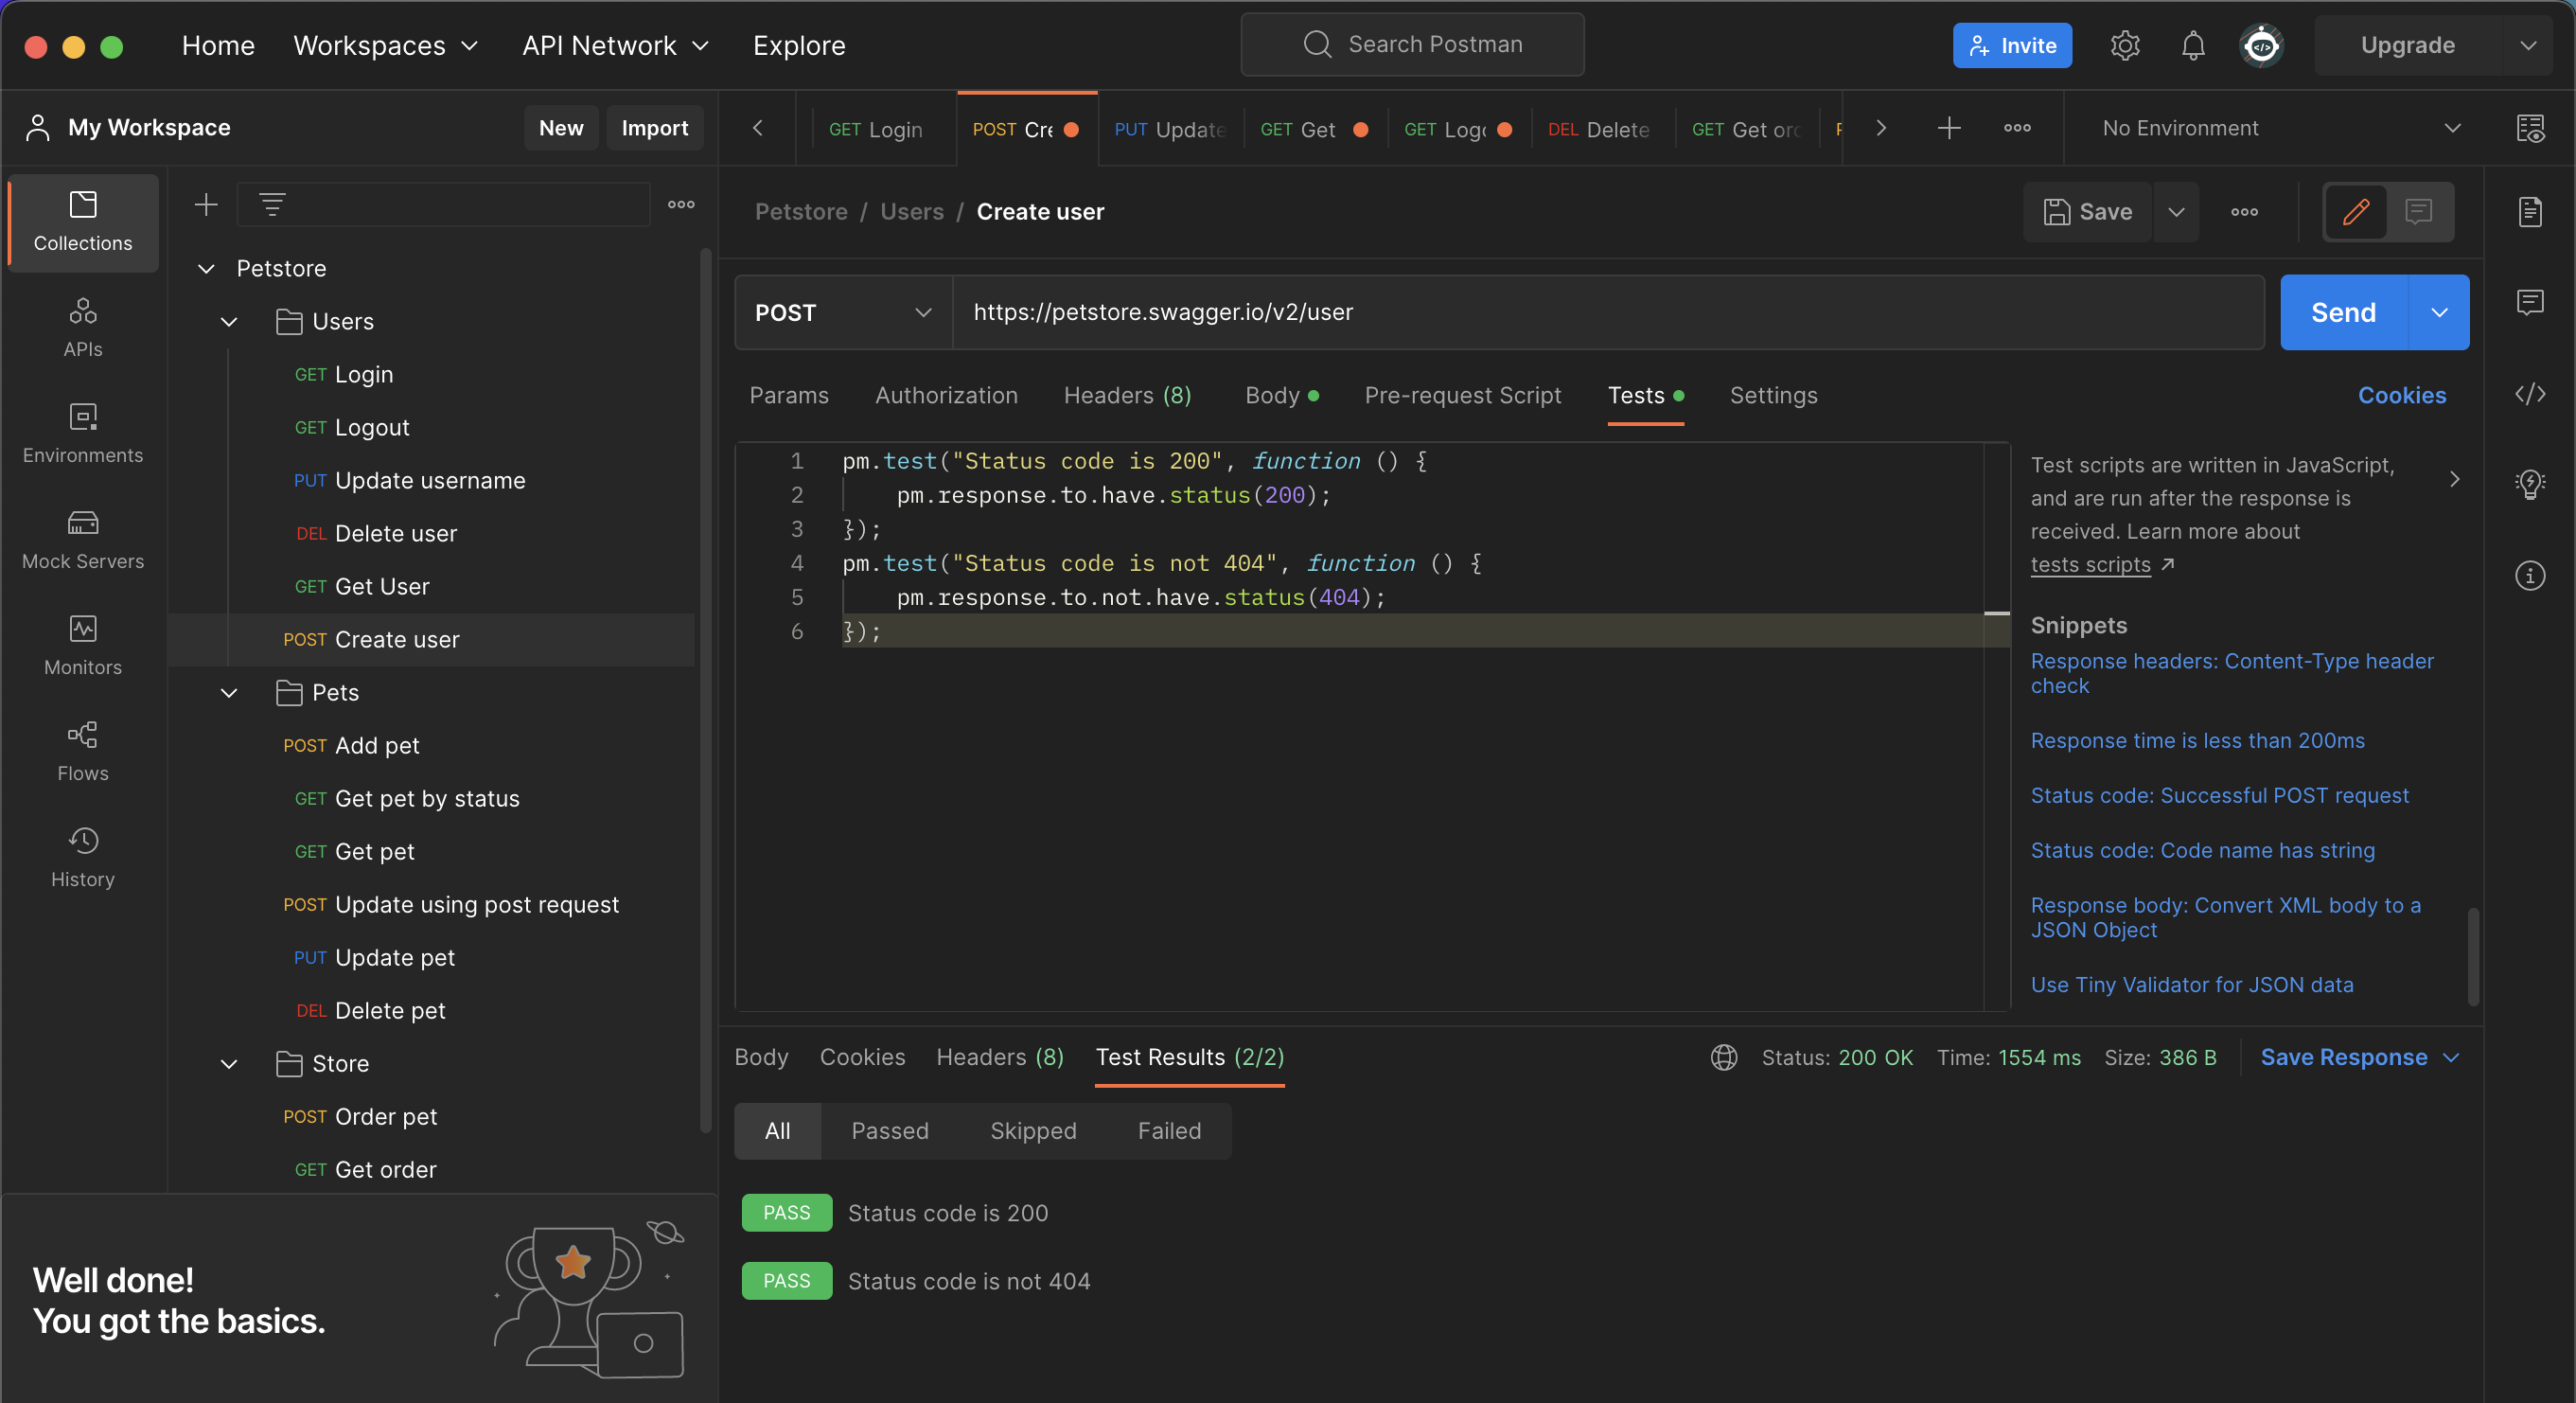 Home Workspaces API Network Explore Search Postman Invite Upgrade
My Workspace New Import
GET Login POST Cre PUT Update GET Get GET Logo DEL Delete GET Get orc No Environment
Collections
APIs
Environments
Mock Servers
Monitors
Flows
History
Petstore
Users
GET Login
GET Logout
PUT Update username
DEL Delete user
GET Get User
POST Create user
Pets
POST Add pet
GET Get pet by status
GET Get pet
POST Update using post request
PUT Update pet
DEL Delete pet
Store
POST Order pet
GET Get order
Well done!
You got the basics.
Petstore / Users / Create user Save
POST https://petstore.swagger.io/v2/user Send
Params Authorization Headers (8) Body Pre-request Script Tests Settings Cookies
1 pm.test("Status code is 200", function () {
2 pm.response.to.have.status(200);
3 });
4 pm.test("Status code is not 404", function () {
5 pm.response.to.not.have.status(404);
6 });
Test scripts are written in JavaScript,
and are run after the response is
received. Learn more about
tests scripts
Snippets
Response headers: Content-Type header
check
Response time is less than 200ms
Status code: Successful POST request
Status code: Code name has string
Response body: Convert XML body to a
JSON Object
Use Tiny Validator for JSON data
Body Cookies Headers (8) Test Results (2/2) Status: 200 OK Time: 1554 ms Size: 386 B Save Response
All Passed Skipped Failed
PASS Status code is 200
PASS Status code is not 404